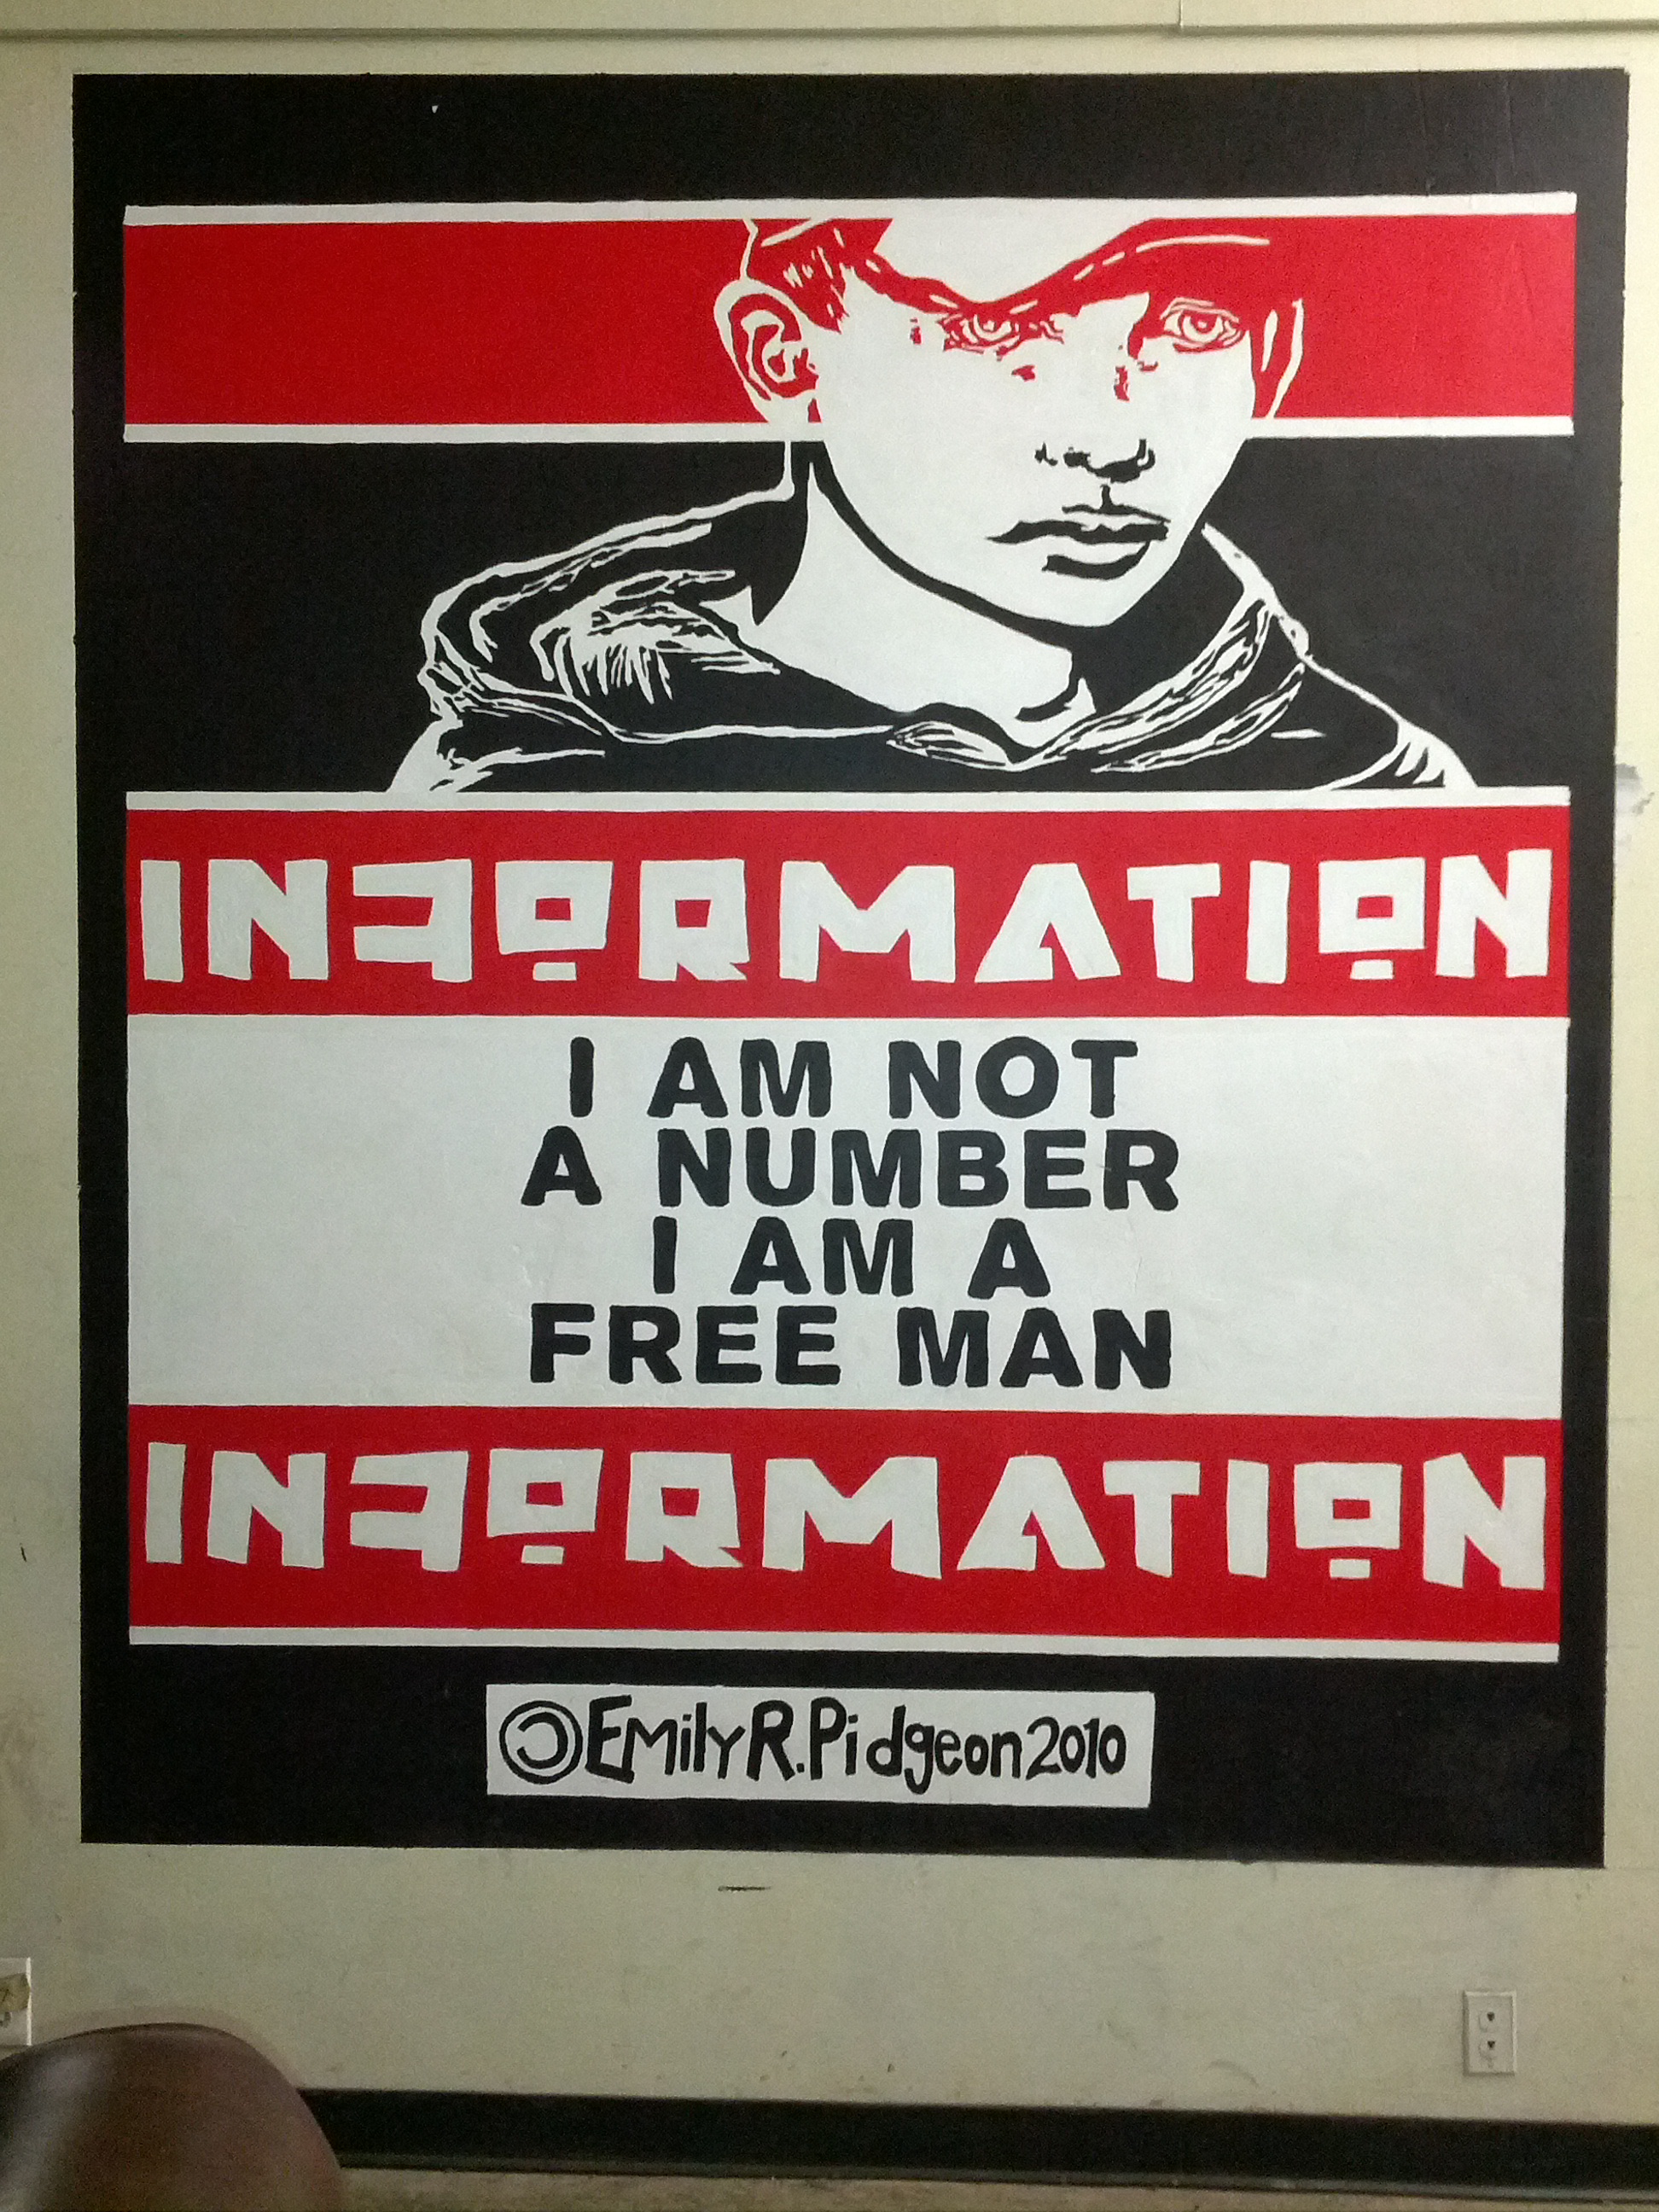 INFORMATION
I AM NOT
A NUMBER
I AM A
FREE MAN
INFORMATION
©EmilyR.Pidgeon2010